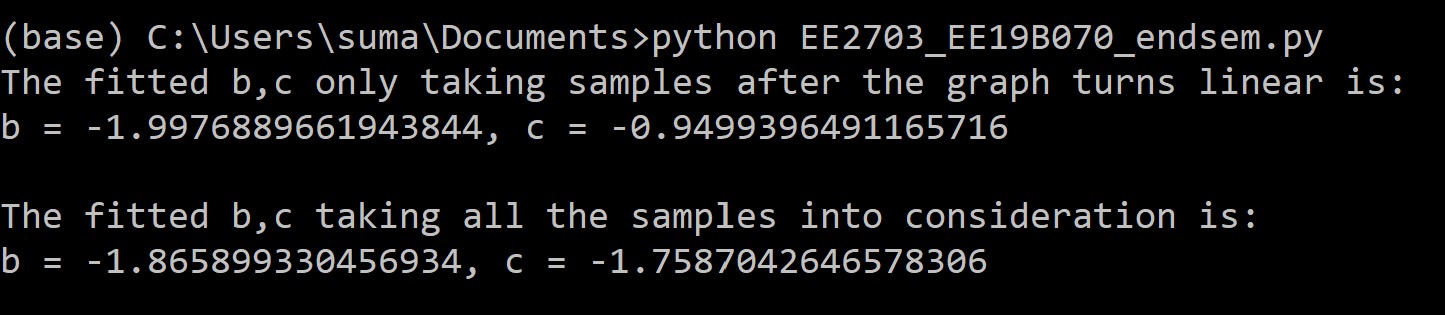 (base) C:\Users\suma\Documents>python EE2703_EE19B070_endsem.py
The fitted b,c only taking samples after the graph turns linear is:
b = -1.9976889661943844, c = -0.9499396491165716
The fitted b,c taking all the samples into consideration is:
b = -1.865899330456934, c = -1.7587042646578306